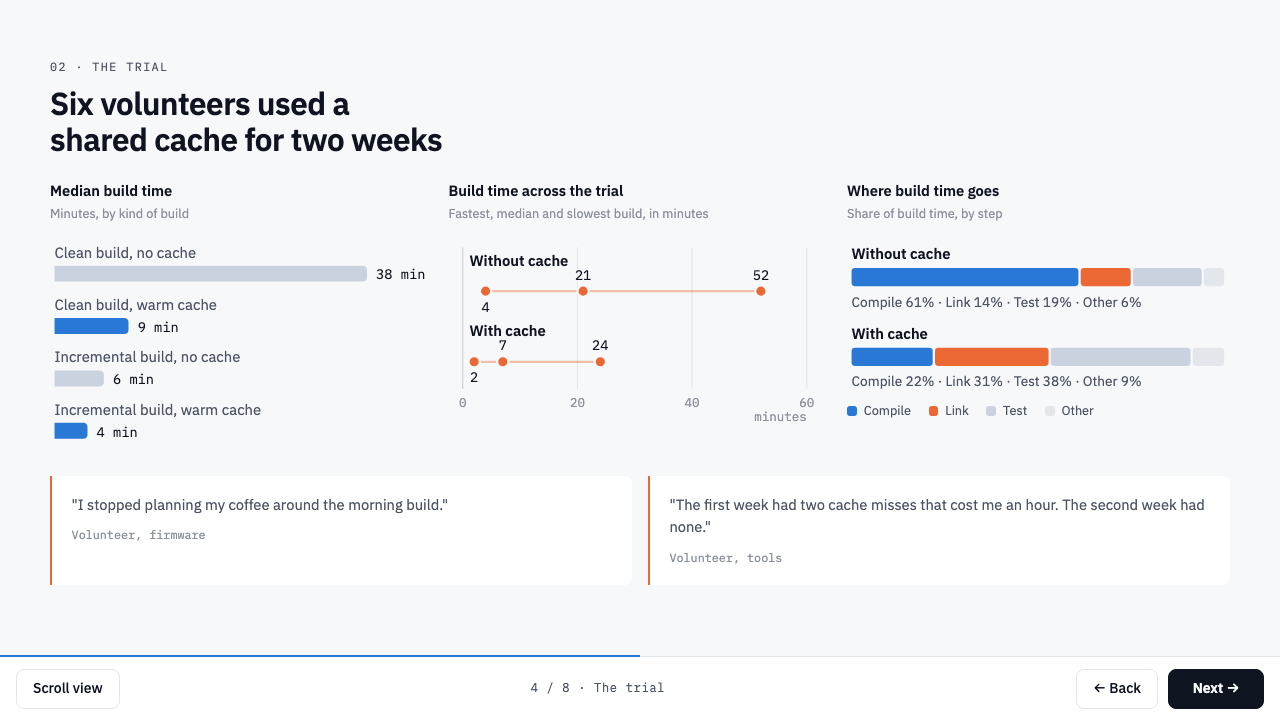 02 · THE TRIAL
Six volunteers used a
shared cache for two weeks
Median build time
Minutes, by kind of build
Clean build, no cache
38 min
Clean build, warm cache
9 min
Incremental build, no cache
6 min
Incremental build, warm cache
4 min
Build time across the trial
Fastest, median and slowest build, in minutes
Without cache
21
52
4
With cache
7
24
2
0
20
40
60
minutes
Where build time goes
Share of build time, by step
Without cache
Compile 61% · Link 14% · Test 19% · Other 6%
With cache
Compile 22% · Link 31% · Test 38% · Other 9%
Compile
Link
Test
Other
"I stopped planning my coffee around the morning build."
Volunteer, firmware
"The first week had two cache misses that cost me an hour. The second week had
none."
Volunteer, tools
Scroll view
4 / 8 · The trial
← Back
Next →